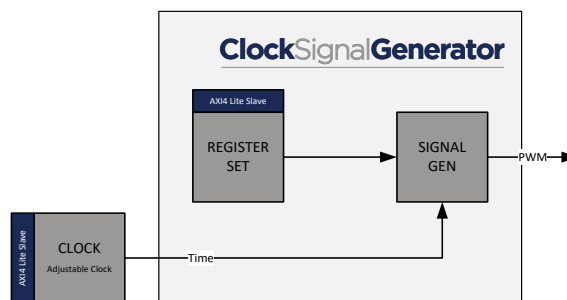 ClockSignalGenerator
AXI4 Lite Slave
REGISTER
SET
SIGNAL
GEN
PWM
AXI4 Lite Slave
CLOCK
Adjustable Clock
Time